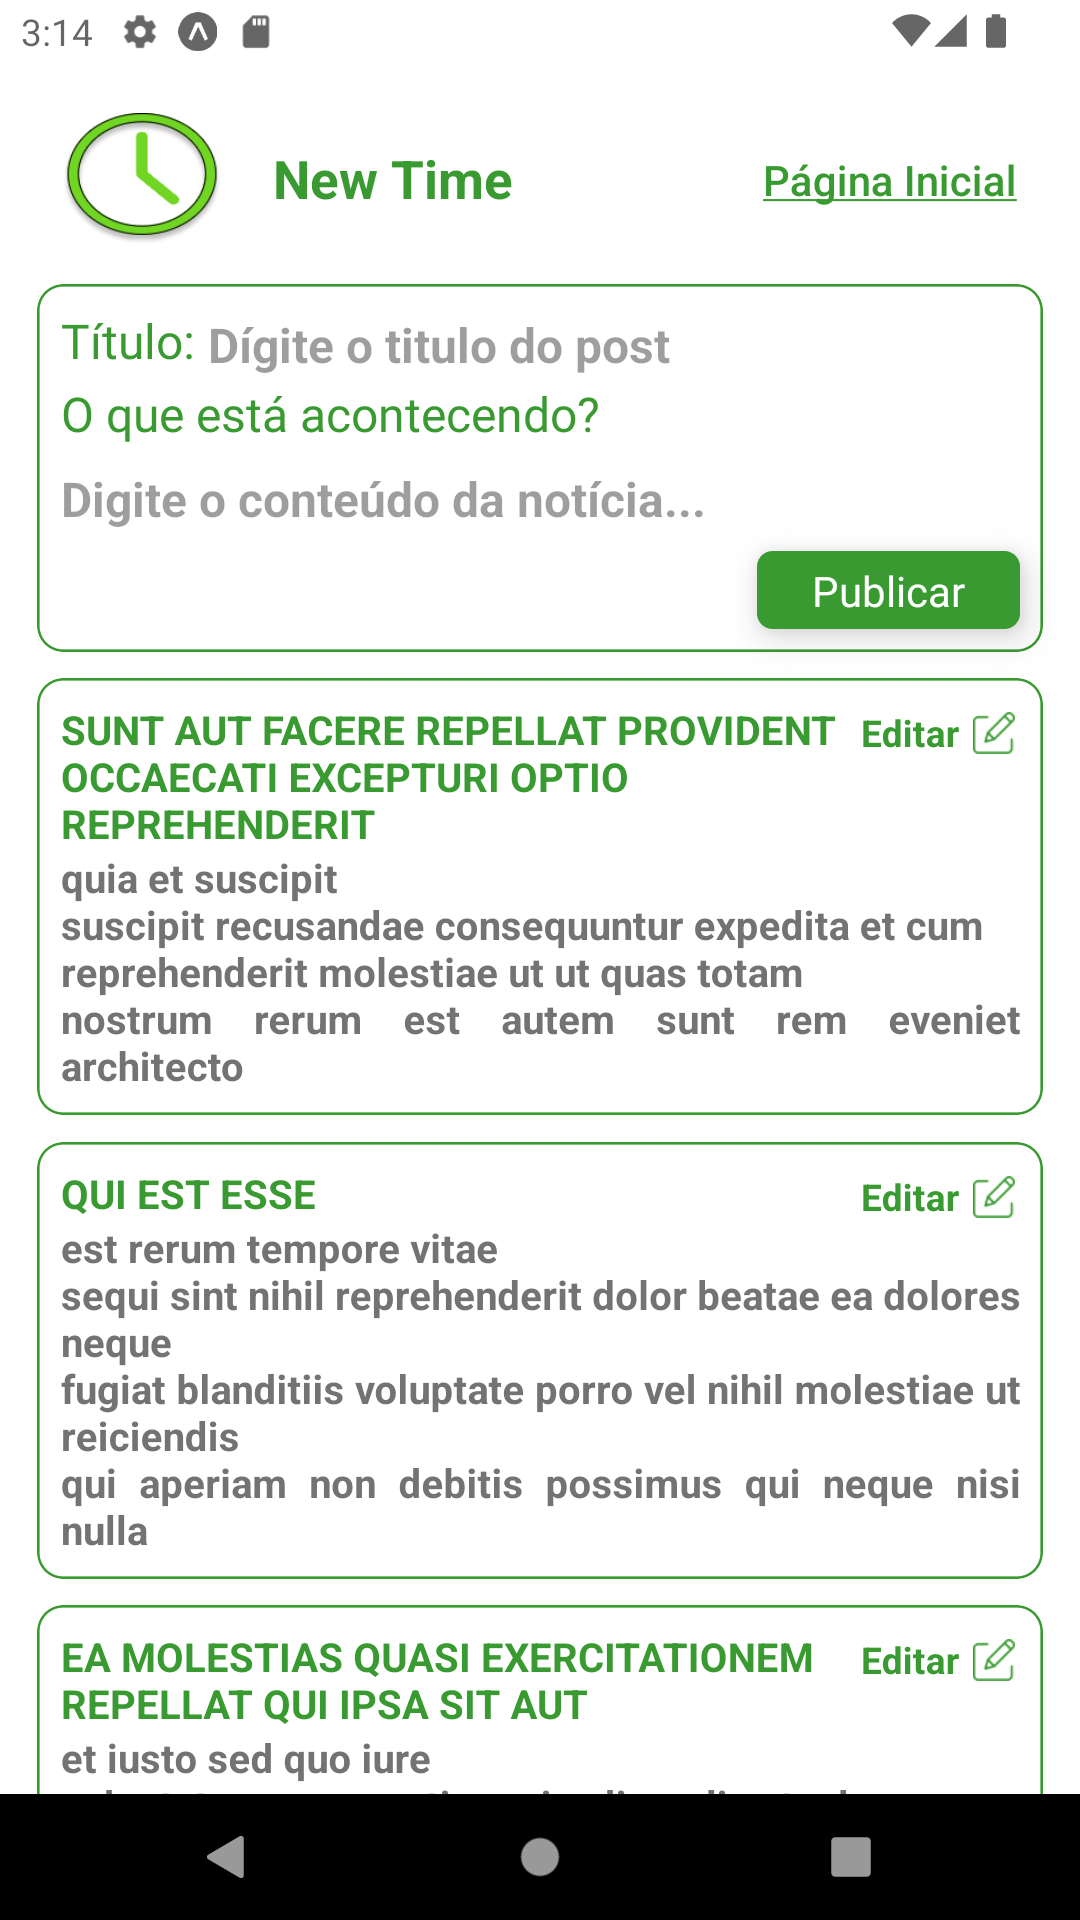 3:14
New Time
Página Inicial
Título: Dígite o titulo do post
O que está acontecendo?
Digite o conteúdo da notícia...
Publicar
SUNT AUT FACERE REPELLAT PROVIDENT Editar
OCCAECATI EXCEPTURI OPTIO
REPREHENDERIT
quia et suscipit
suscipit recusandae consequuntur expedita et cum
reprehenderit molestiae ut ut quas totam
nostrum rerum est autem sunt rem eveniet
architecto
QUI EST ESSE Editar
est rerum tempore vitae
sequi sint nihil reprehenderit dolor beatae ea dolores
neque
fugiat blanditiis voluptate porro vel nihil molestiae ut
reiciendis
qui aperiam non debitis possimus qui neque nisi
nulla
EA MOLESTIAS QUASI EXERCITATIONEM Editar
REPELLAT QUI IPSA SIT AUT
et iusto sed quo iure